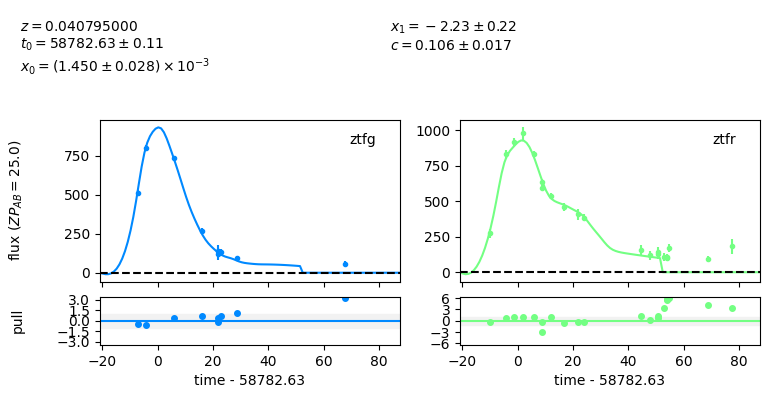 z = 0.040795000
t₀ = 58782.63 ± 0.11
x₀ = (1.450 ± 0.028) × 10⁻³
x₁ = −2.23 ± 0.22
c = 0.106 ± 0.017
flux (ZP_AB = 25.0)
750
500
250
0
ztfg
1000
750
500
250
0
ztfr
pull
3.0
1.5
0.0
−1.5
−3.0
−20 0 20 40 60 80
time - 58782.63
6
3
0
−3
−6
−20 0 20 40 60 80
time - 58782.63